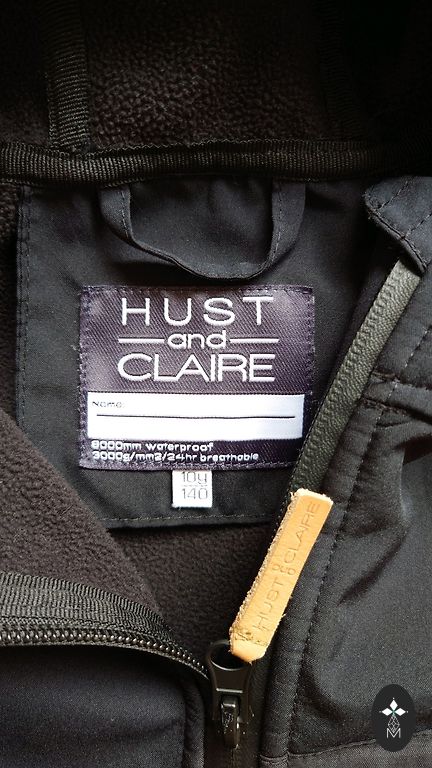 HUST
and
CLAIRE
Name:
8000mm waterproof
3000g/mm2/24hr breathable
10y
140
HUST & CLAIRE
M